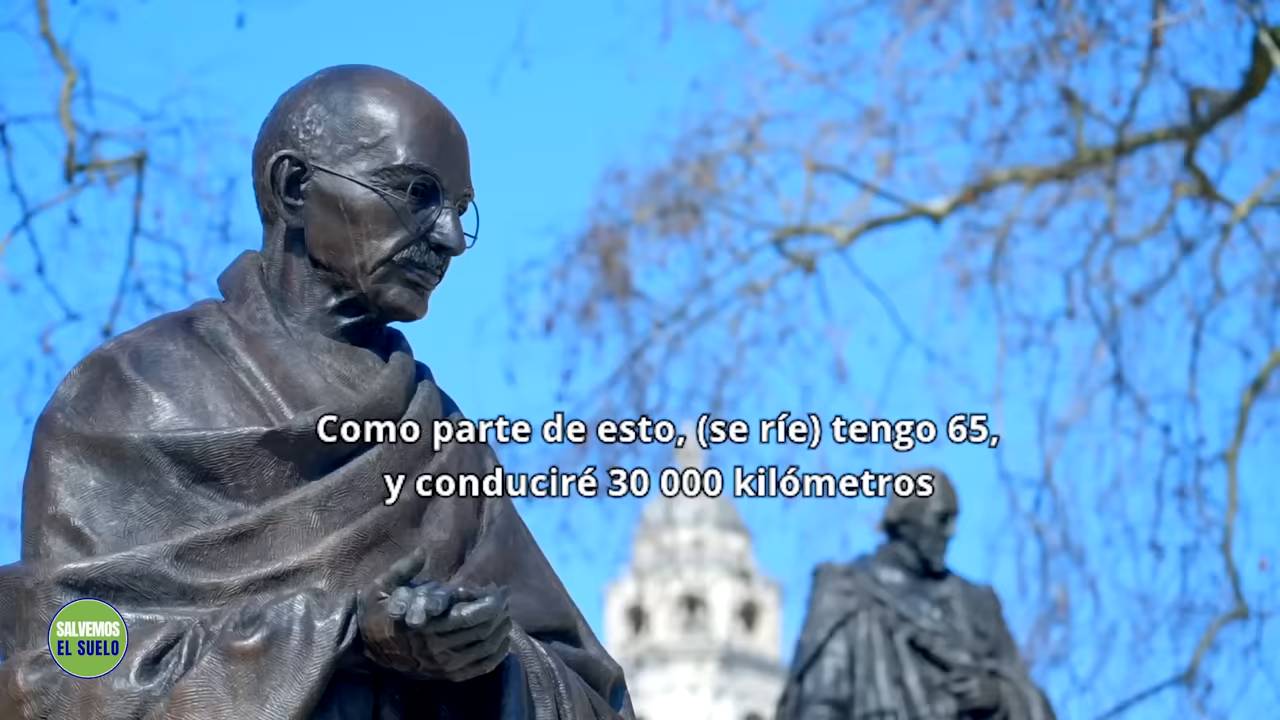 Como parte de esto, (se ríe) tengo 65,
y conduciré 30 000 kilómetros
SALVEMOS
EL SUELO